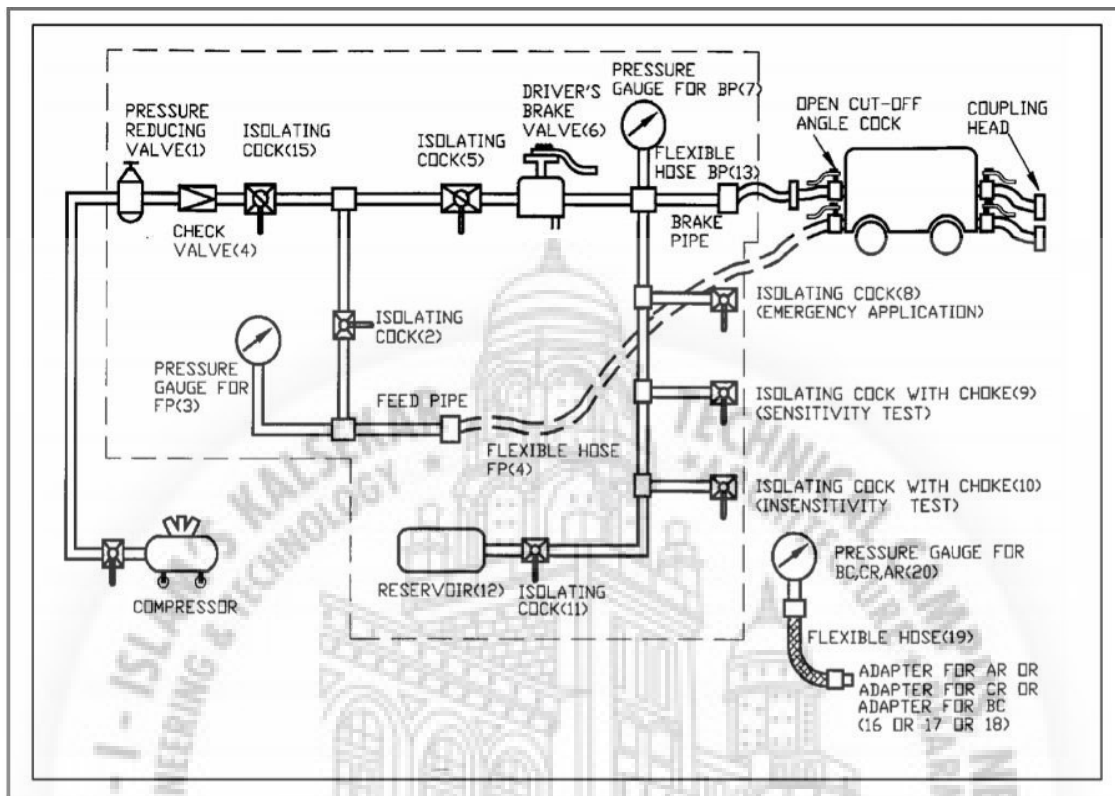 PRESSURE
REDUCING
VALVE(1)
ISOLATING
COCK(15)
ISOLATING
COCK(5)
DRIVER'S
BRAKE
VALVE(6)
PRESSURE
GAUGE FOR BP(7)
FLEXIBLE
HOSE BP(13)
OPEN CUT-OFF
ANGLE COCK
COUPLING
HEAD
CHECK
VALVE(4)
BRAKE
PIPE
ISOLATING
COCK(2)
ISOLATING COCK(8)
(EMERGENCY APPLICATION)
PRESSURE
GAUGE FOR
FP(3)
FEED PIPE
FLEXIBLE HOSE
FP(4)
ISOLATING COCK WITH CHOKE(9)
(SENSITIVITY TEST)
ISOLATING COCK WITH CHOKE(10)
(INSENSITIVITY TEST)
RESERVOIR(12)
ISOLATING
COCK(11)
COMPRESSOR
PRESSURE GAUGE FOR
BC,CR,AR(20)
FLEXIBLE HOSE(19)
ADAPTER FOR AR OR
ADAPTER FOR CR OR
ADAPTER FOR BC
(16 OR 17 OR 18)
KALSEKAR TECHNICAL CAMPUS